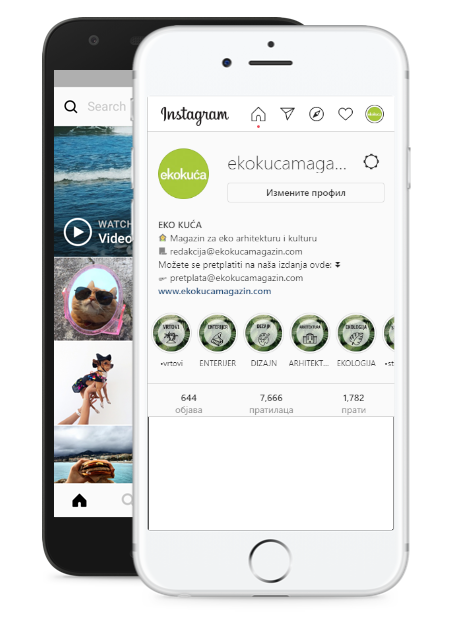 Search
WATCH
Video
Instagram
ekokuća
ekokuća
ekokucamaga...
Измените профил
EKO KUĆA
Magazin za eko arhitekturu i kulturu
redakcija@ekokucamagazin.com
Možete se pretplatiti na naša izdanja ovde:
pretplata@ekokucamagazin.com
www.ekokucamagazin.com
VRTOVI ENTERIJER DIZAJN ARHITEKTURA EKOLOGIJA
•vrtovi ENTERIJER DIZAJN ARHITEKT... EKOLOGIJA •st
644 7,666 1,782
објава пратилаца прати